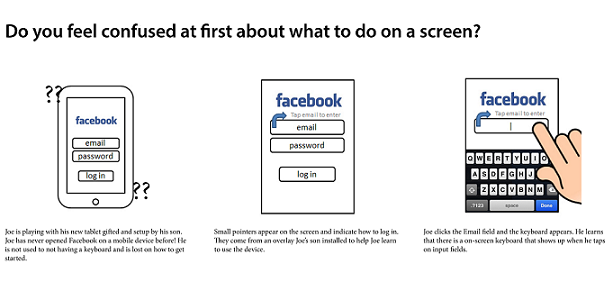 Do you feel confused at first about what to do on a screen?
??
facebook
email
password
log in
??
facebook
Tap email to enter
email
password
log in
facebook
Tap email to enter
Q W E R T Y U I O
A S D F G H J
Z X C V B N M
.?123 space Done
Joe is playing with his new tablet gifted and setup by his son.
Joe has never opened Facebook on a mobile device before! He
is not used to not having a keyboard and is lost on how to get
started.
Small pointers appear on the screen and indicate how to log in.
They come from an overlay Joe's son installed to help Joe learn
to use the device.
Joe clicks the Email field and the keyboard appears. He learns
that there is a on-screen keyboard that shows up when he taps
on input fields.